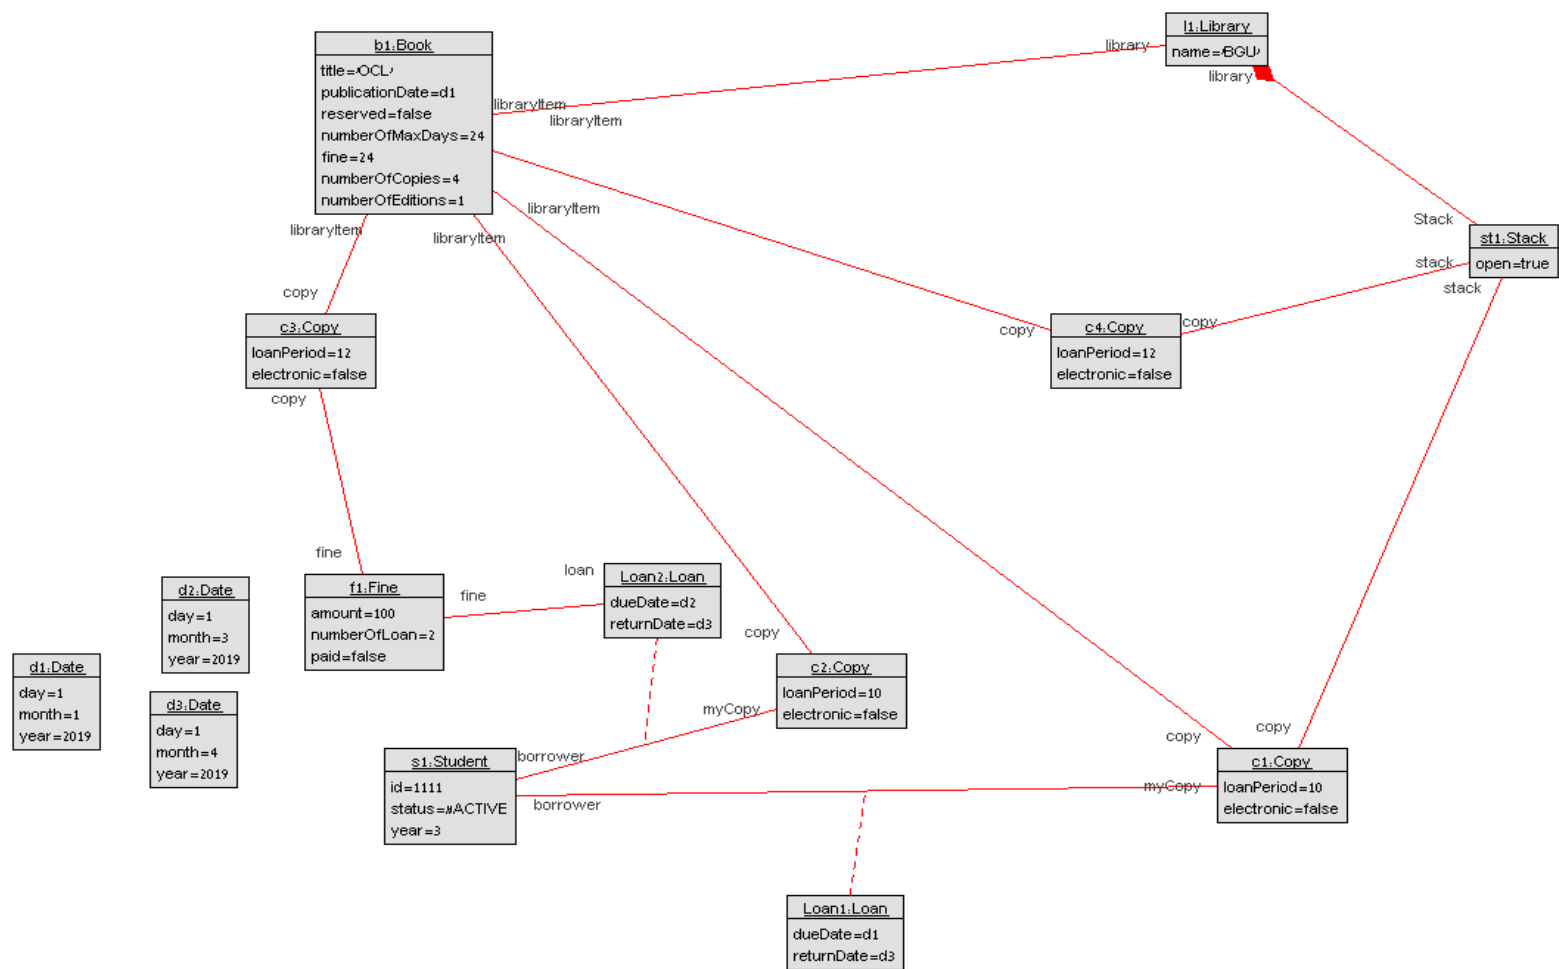 b1:Book
title='OCL'
publicationDate=d1
reserved=false
numberOfMaxDays=24
fine=24
numberOfCopies=4
numberOfEditions=1
l1:Library
name='BGU'
library
library
libraryItem
libraryItem
libraryItem
libraryItem
libraryItem
Stack
st1:Stack
open=true
stack
stack
copy
c3:Copy
loanPeriod=12
electronic=false
copy
copy
c4:Copy
loanPeriod=12
electronic=false
copy
fine
f1:Fine
amount=100
numberOfLoan=2
paid=false
fine
loan
Loan2:Loan
dueDate=d2
returnDate=d3
d2:Date
day=1
month=3
year=2019
d1:Date
day=1
month=1
year=2019
d3:Date
day=1
month=4
year=2019
copy
c2:Copy
loanPeriod=10
electronic=false
myCopy
borrower
s1:Student
id=1111
status=#ACTIVE
year=3
borrower
copy
copy
myCopy
c1:Copy
loanPeriod=10
electronic=false
Loan1:Loan
dueDate=d1
returnDate=d3